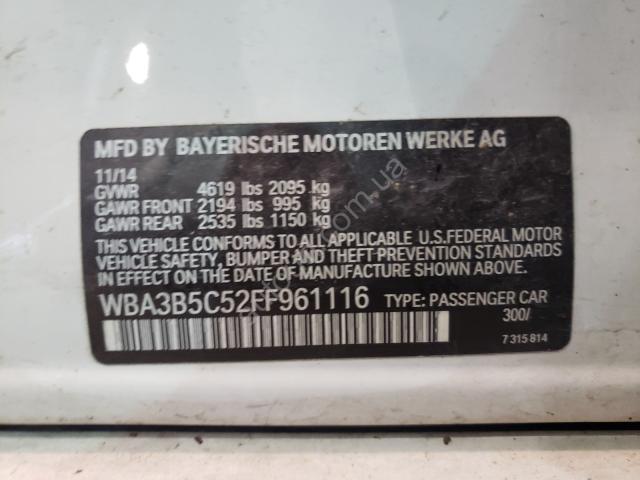 MFD BY BAYERISCHE MOTOREN WERKE AG
11/14
GVWR 4619 lbs 2095 kg
GAWR FRONT 2194 lbs 995 kg
GAWR REAR 2535 lbs 1150 kg
THIS VEHICLE CONFORMS TO ALL APPLICABLE U.S.FEDERAL MOTOR
VEHICLE SAFETY, BUMPER AND THEFT-PREVENTION STANDARDS
IN EFFECT ON THE DATE OF MANUFACTURE SHOWN ABOVE.
WBA3B5C52FF961116 TYPE: PASSENGER CAR
300/
7 315 814